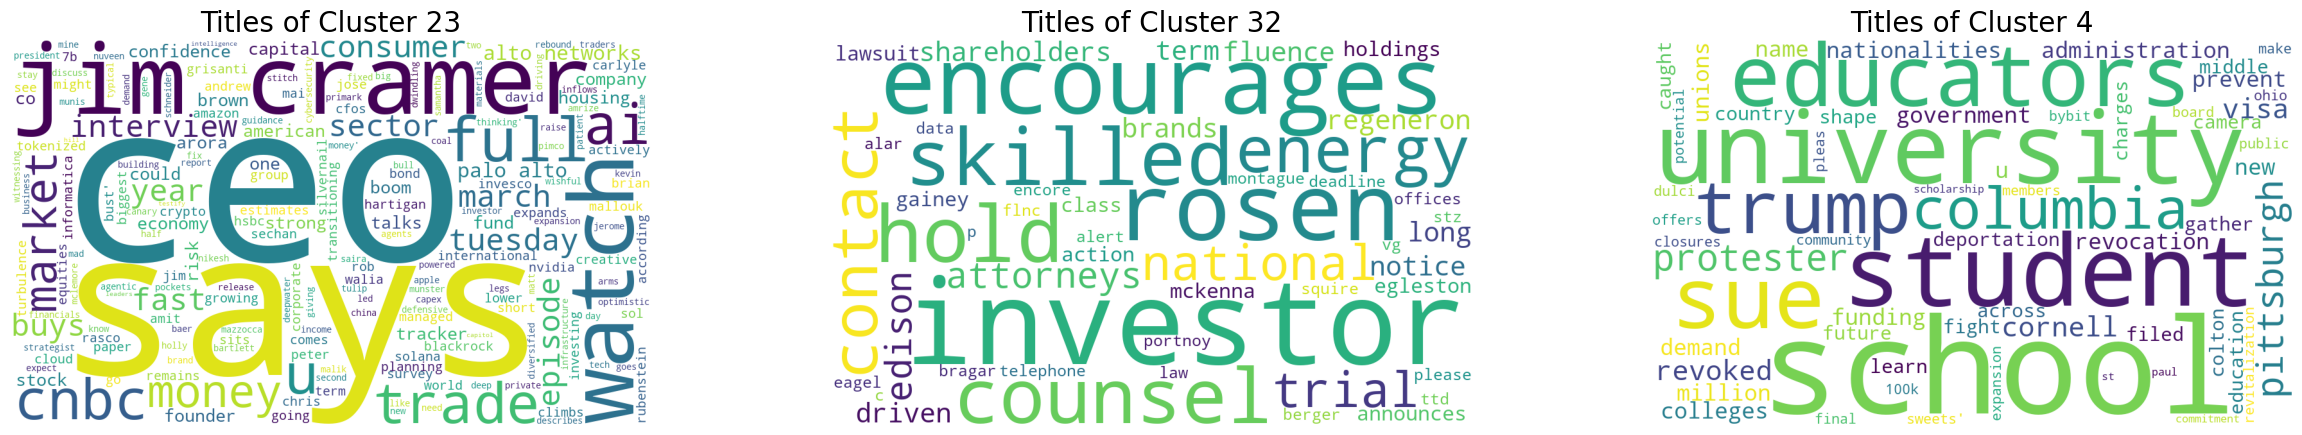 Titles of Cluster 23
jim cramer
ceo
says
full
ai
watch
market
interview
consumer
sector
cnbc
money
trade
u
episode
buys
fast
year
march
tuesday
confidence
capital
alto networks
palo alto
president
mine
7b
nuveen
intelligence
two
rebound
traders
stay
discuss
might
see
co
munis
typical
demand
gene
schneider
grisanti
andrew
brown
amazon
american
stitch
mai
cfos
jose
fixed
big
primark
dwindling
cybersecurity
samantha
david
materials
driving
carlyle
company
housing
inflows
amrize
guidance
arora
tokenized
fix
report
building
could
one
group
thinking'
money'
raise
coal
pimco
patient
halftime
actively
kevin
wishful
brian
mallouk
according
informatica
equities
business
witnessing
biggest
bust'
canary
crypto
economy
hsbc
strong
estimates
sechan
silvernail
transitioning
bull
bond
boom
hartigan
talks
invesco
investor
expands
expansion
fund
agents
jerome
international
creative
nvidia
risk
jim
mad
half
turbulence
mclemore
agentic
leaders
pockets
nikesh
release
growing
corporate
deepwater
giving
saira
rob
walia
tulip
led
china
powered
apple
munster
capex
defensive
managed
legs
lower
short
arms
optimistic
sol
day
matter
infrastructure
investing
financials
amit
baer
know
rasco
paper
mazzocca
sits
bartlett
income
comes
peter
tracker
blackrock
capitol
diversified
strategist
cloud
expect
stock
holly
brand
remains
go
malik
second
term
chris
going
founder
solana
planning
survey
world
deep
private
like
new
need
tech
goes
climbs
describes
rubenstein
Titles of Cluster 32
lawsuit
shareholders
term
fluence
holdings
encourages
skilled
energy
rosen
hold
investor
counsel
trial
national
contact
attorneys
edison
driven
data
alar
brands
regeneron
encore
montague
deadline
gainey
flnc
class
offices
stz
p
alert
long
action
vg
notice
mckenna
squire
egleston
portnoy
bragar
telephone
law
please
eagel
c
berger
ttd
announces
Titles of Cluster 4
caught
name
nationalities
administration
make
unions
middle
educators
prevent
ohio
visa
potential
country
shape
government
bybit
board
charges
camera
university
pleas
public
u
new
dulci
scholarship
members
trump
columbia
offers
gather
closures
community
deportation
revocation
protester
student
pittsburgh
sue
funding
future
across
fight
cornell
filed
demand
revoked
learn
colton
million
100k
school
st
paul
colleges
final
sweets'
expansion
education
revitalization
commitment